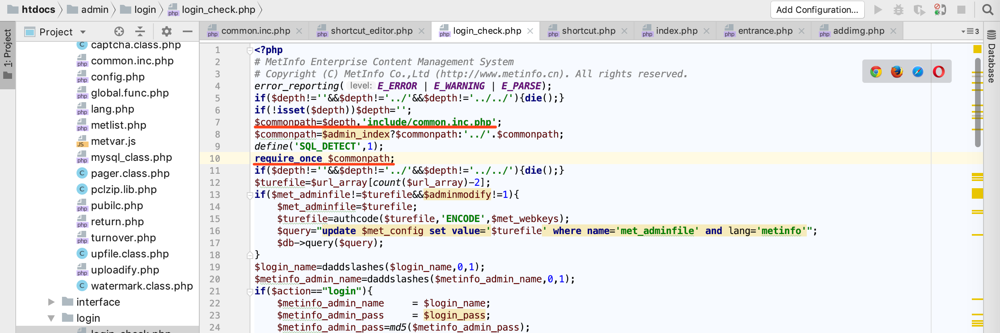 htdocs admin login login_check.php Add Configuration...
1: Project
Project
captcha.class.php
common.inc.php
config.php
global.func.php
lang.php
metlist.php
metvar.js
mysql_class.php
pager.class.php
pclzip.lib.php
pubilc.php
return.php
turnover.php
upfile.class.php
uploadify.php
watermark.class.php
interface
login
login_check.php
common.inc.php shortcut_editor.php login_check.php shortcut.php index.php entrance.php addimg.php 3
1 <?php
2 # MetInfo Enterprise Content Management System
3 # Copyright (C) MetInfo Co.,Ltd (http://www.metinfo.cn). All rights reserved.
4 error_reporting( level: E_ERROR | E_WARNING | E_PARSE);
5 if($depth!=''&&$depth!='../'&&$depth!='../../'){die();}
6 if(!isset($depth))$depth='';
7 $commonpath=$depth.'include/common.inc.php';
8 $commonpath=$admin_index?$commonpath:'../'.$commonpath;
9 define('SQL_DETECT',1);
10 require_once $commonpath;
11 if($depth!=''&&$depth!='../'&&$depth!='../../'){die();}
12 $turefile=$url_array[count($url_array)-2];
13 if($met_adminfile!=$turefile&&$adminmodify!=1){
14 $met_adminfile=$turefile;
15 $turefile=authcode($turefile,'ENCODE',$met_webkeys);
16 $query="update $met_config set value='$turefile' where name='met_adminfile' and lang='metinfo'";
17 $db->query($query);
18 }
19 $login_name=daddslashes($login_name,0,1);
20 $metinfo_admin_name=daddslashes($metinfo_admin_name,0,1);
21 if($action=="login"){
22 $metinfo_admin_name = $login_name;
23 $metinfo_admin_pass = $login_pass;
24 $metinfo_admin_pass=md5($metinfo_admin_pass);
Database